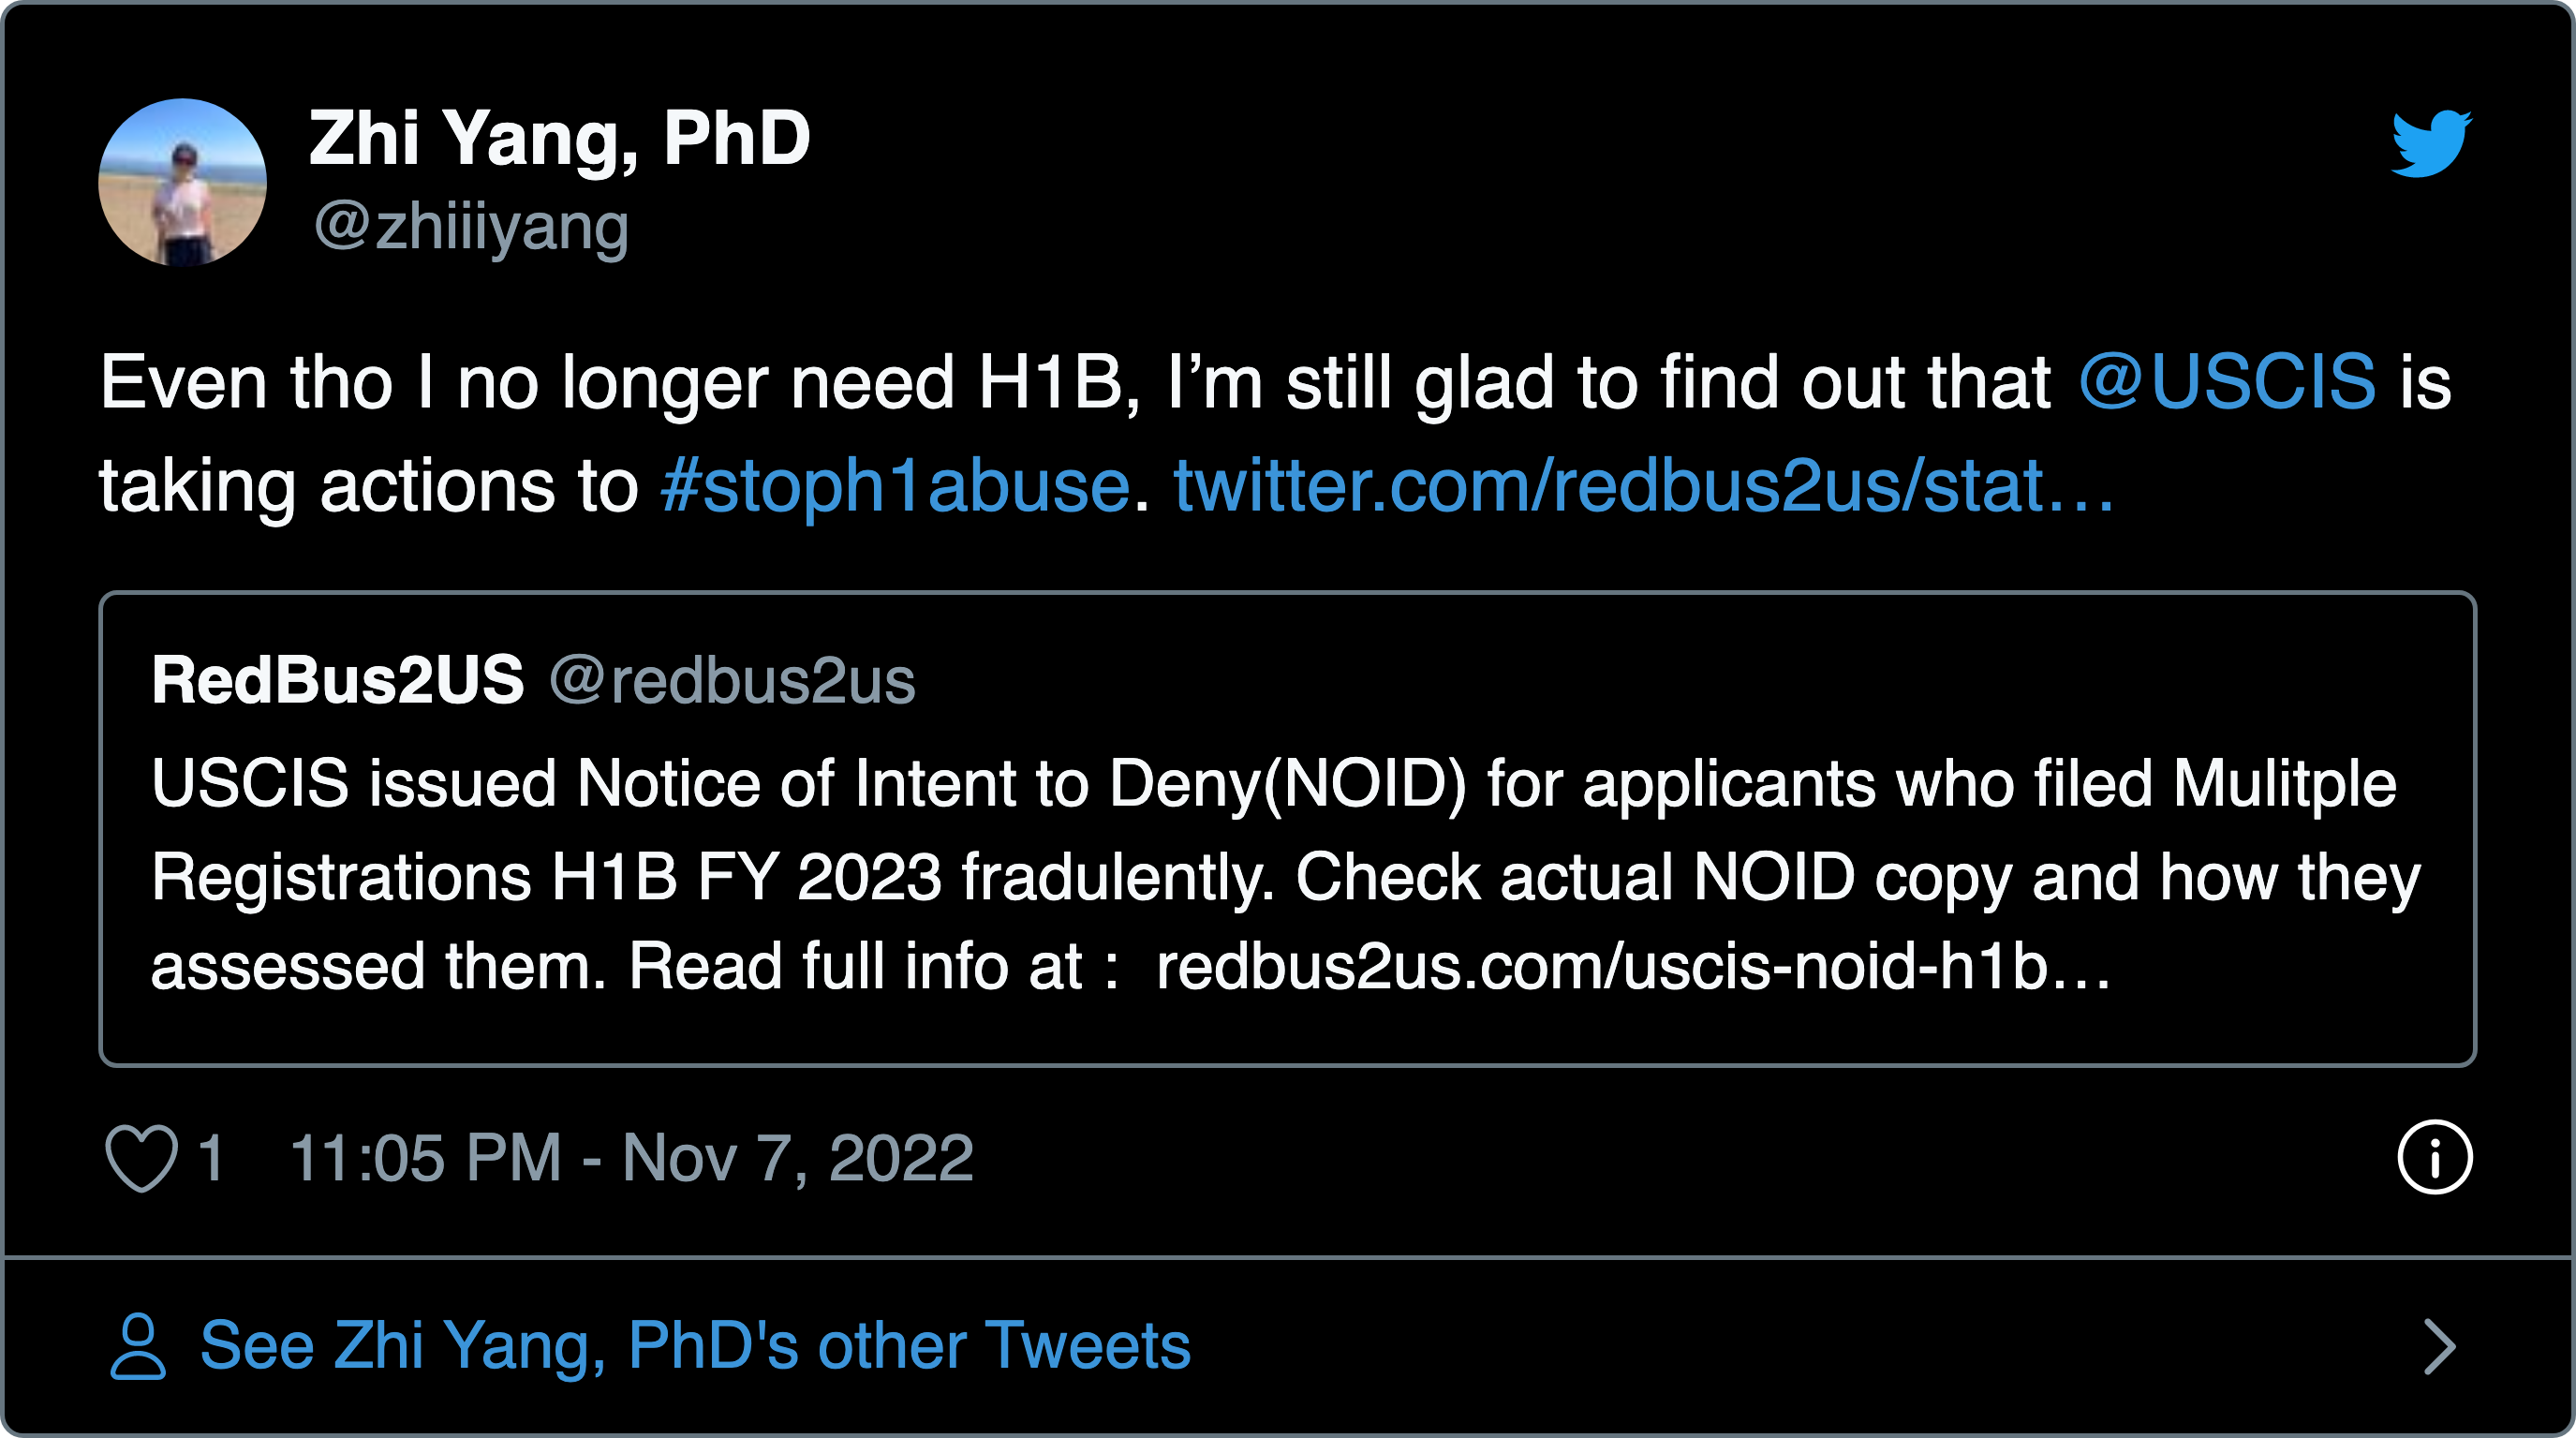 Zhi Yang, PhD
@zhiiiyang
Even tho I no longer need H1B, I’m still glad to find out that @USCIS is
taking actions to #stoph1abuse. twitter.com/redbus2us/stat…
RedBus2US @redbus2us
USCIS issued Notice of Intent to Deny(NOID) for applicants who filed Mulitple
Registrations H1B FY 2023 fradulently. Check actual NOID copy and how they
assessed them. Read full info at :  redbus2us.com/uscis-noid-h1b…
1 11:05 PM - Nov 7, 2022
See Zhi Yang, PhD's other Tweets